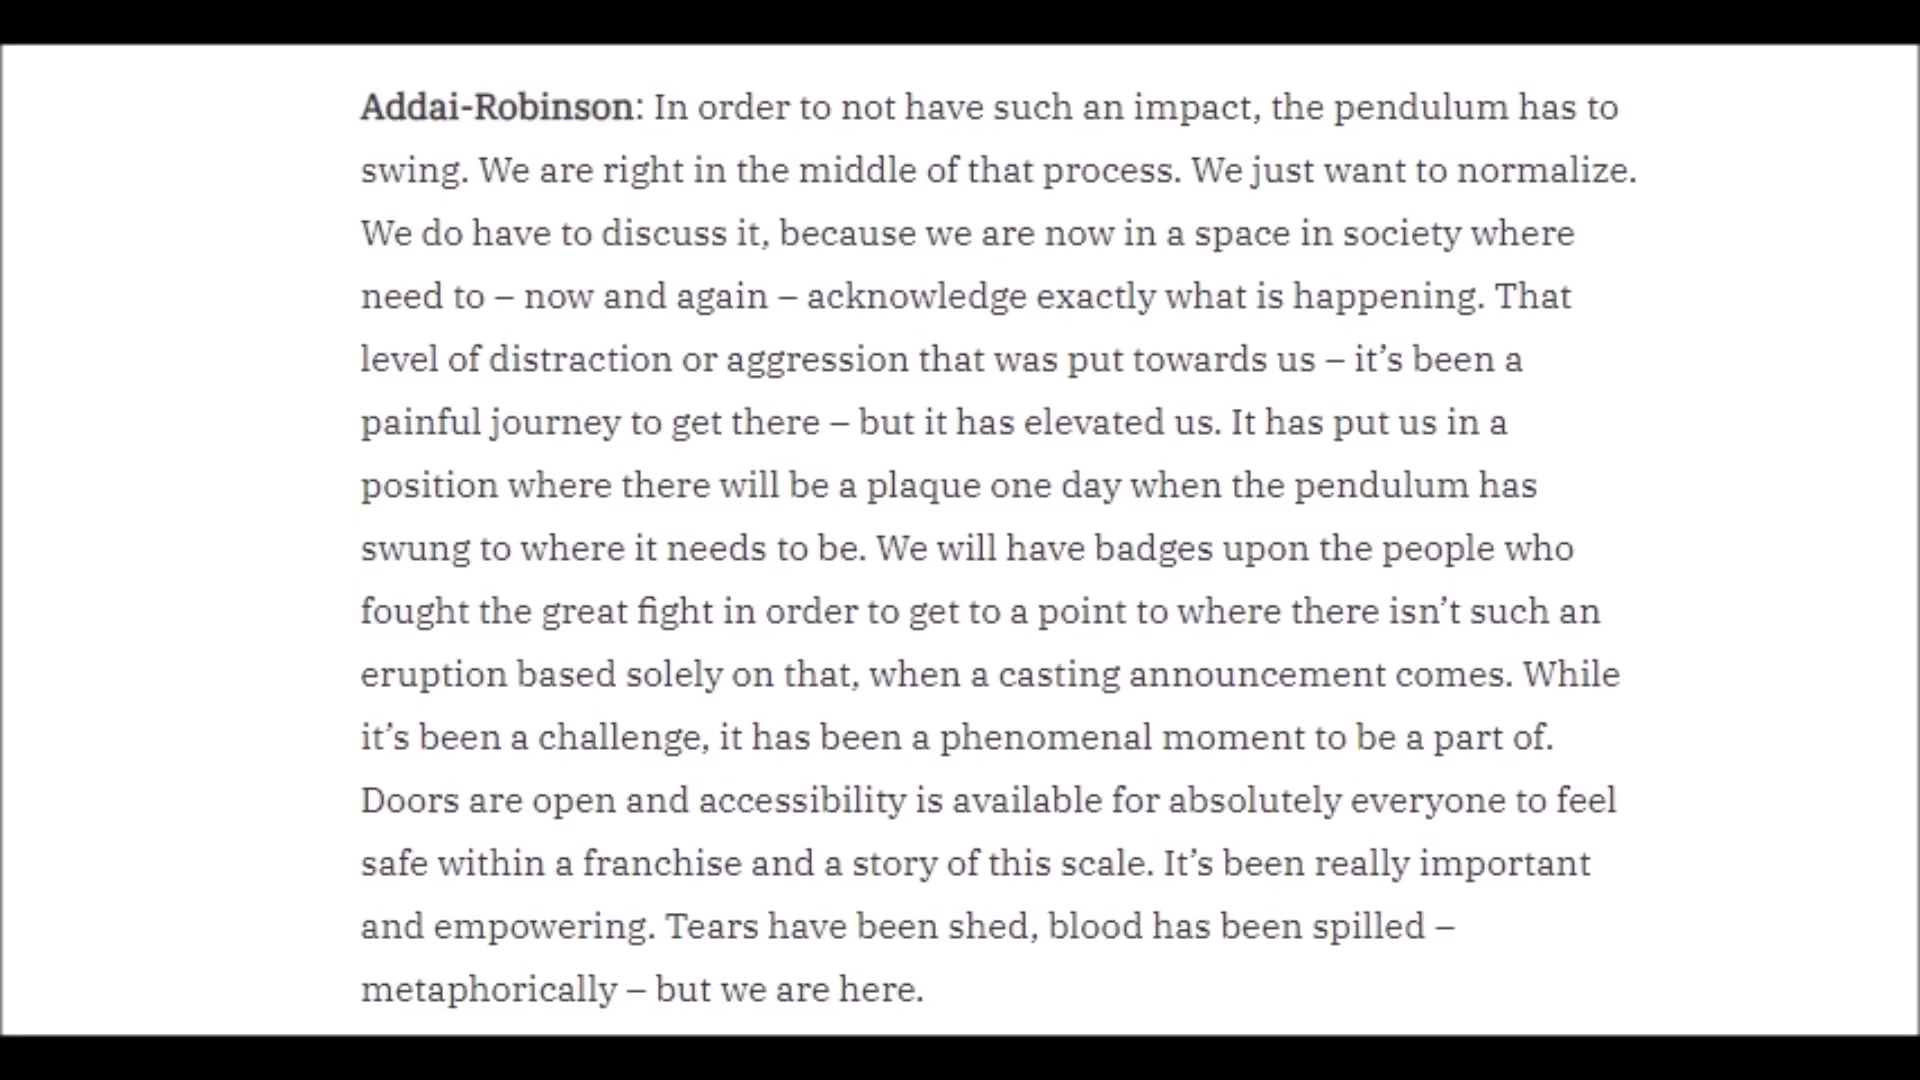 Addai-Robinson: In order to not have such an impact, the pendulum has to
swing. We are right in the middle of that process. We just want to normalize.
We do have to discuss it, because we are now in a space in society where
need to – now and again – acknowledge exactly what is happening. That
level of distraction or aggression that was put towards us – it’s been a
painful journey to get there – but it has elevated us. It has put us in a
position where there will be a plaque one day when the pendulum has
swung to where it needs to be. We will have badges upon the people who
fought the great fight in order to get to a point to where there isn’t such an
eruption based solely on that, when a casting announcement comes. While
it’s been a challenge, it has been a phenomenal moment to be a part of.
Doors are open and accessibility is available for absolutely everyone to feel
safe within a franchise and a story of this scale. It’s been really important
and empowering. Tears have been shed, blood has been spilled –
metaphorically – but we are here.